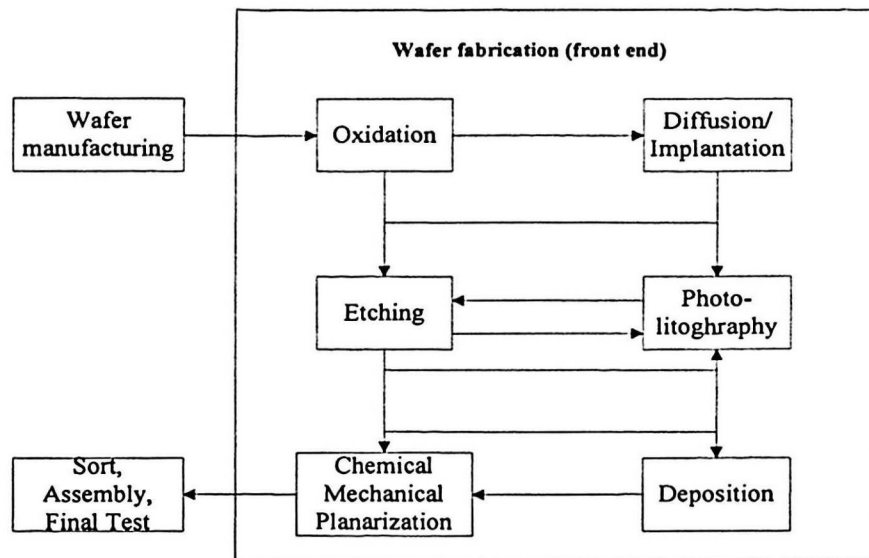 Wafer fabrication (front end)
Wafer
manufacturing
Oxidation
Diffusion/
Implantation
Etching
Photo-
litoghraphy
Sort,
Assembly,
Final Test
Chemical
Mechanical
Planarization
Deposition